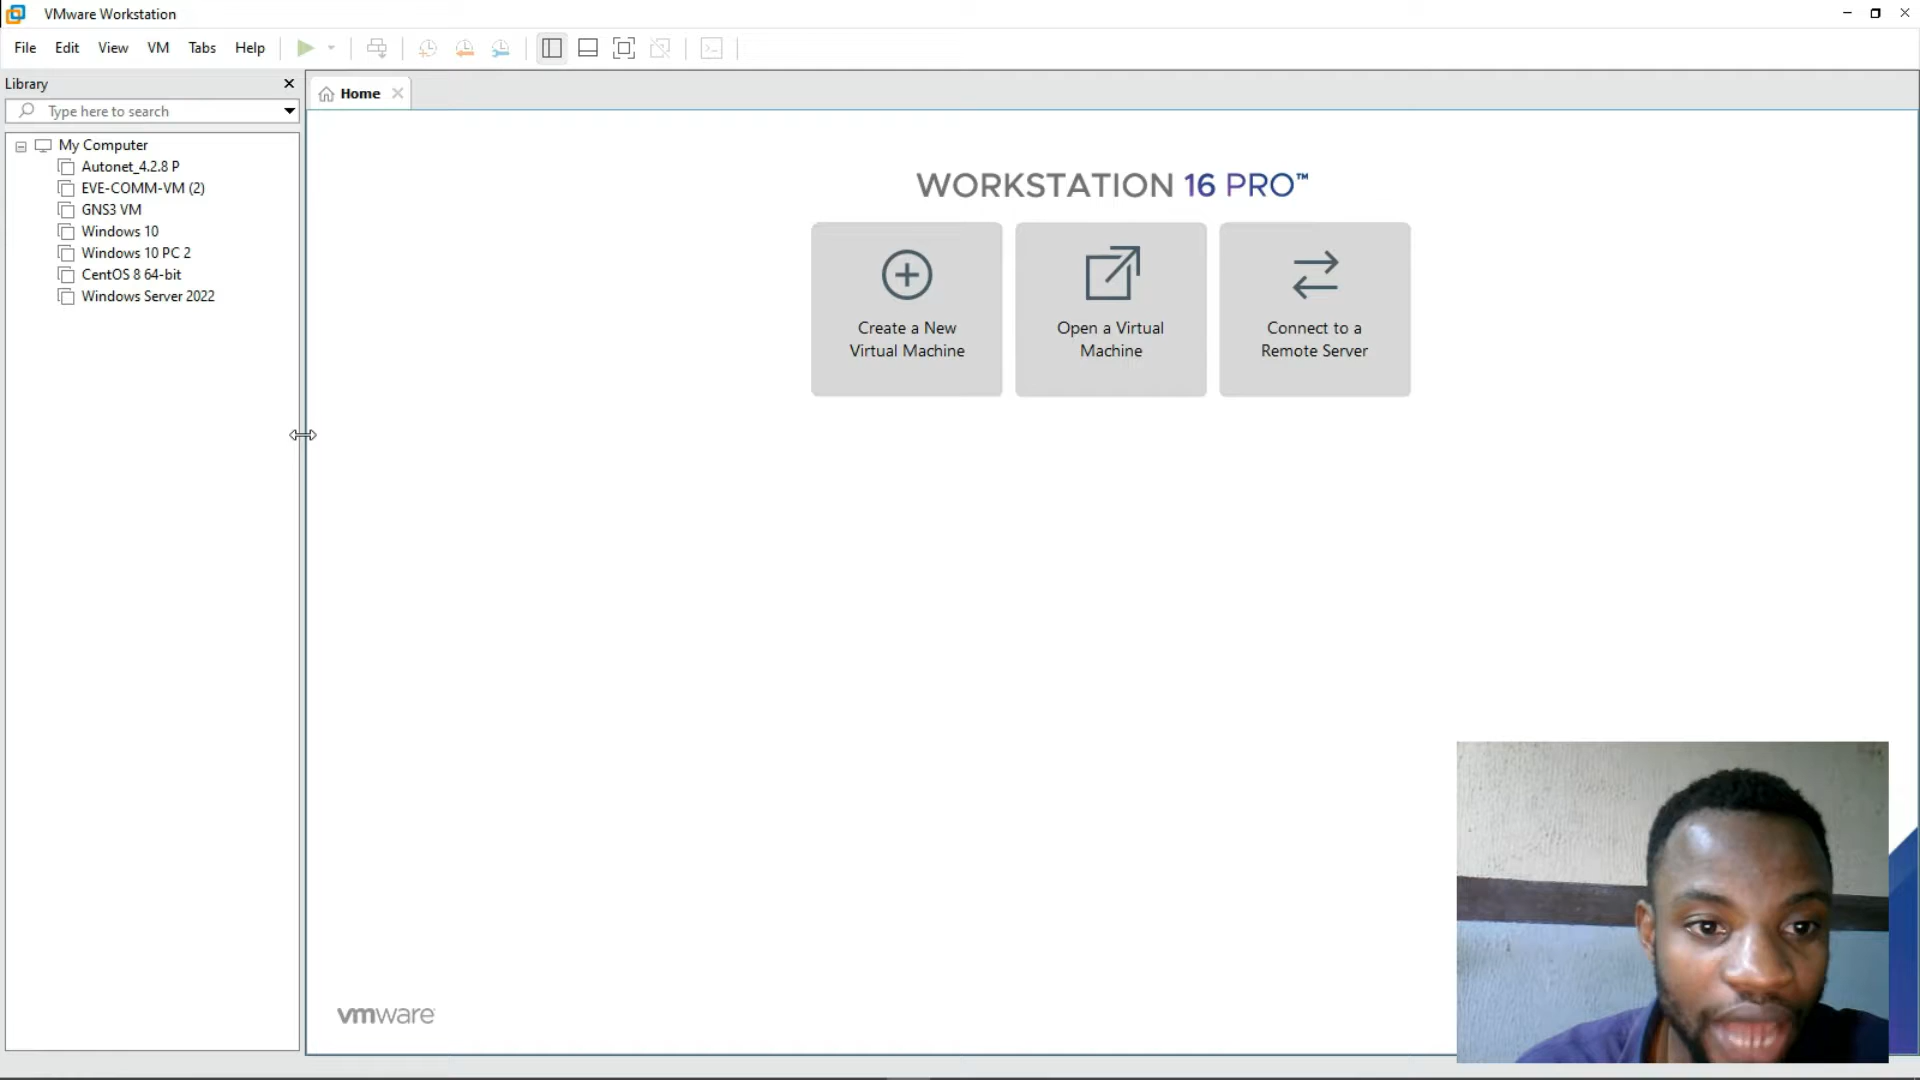 VMware Workstation
File Edit View VM Tabs Help
Library
Type here to search
Home
My Computer
Autonet_4.2.8 P
EVE-COMM-VM (2)
GNS3 VM
Windows 10
Windows 10 PC 2
CentOS 8 64-bit
Windows Server 2022
WORKSTATION 16 PRO™
Create a New
Virtual Machine
Open a Virtual
Machine
Connect to a
Remote Server
vmware